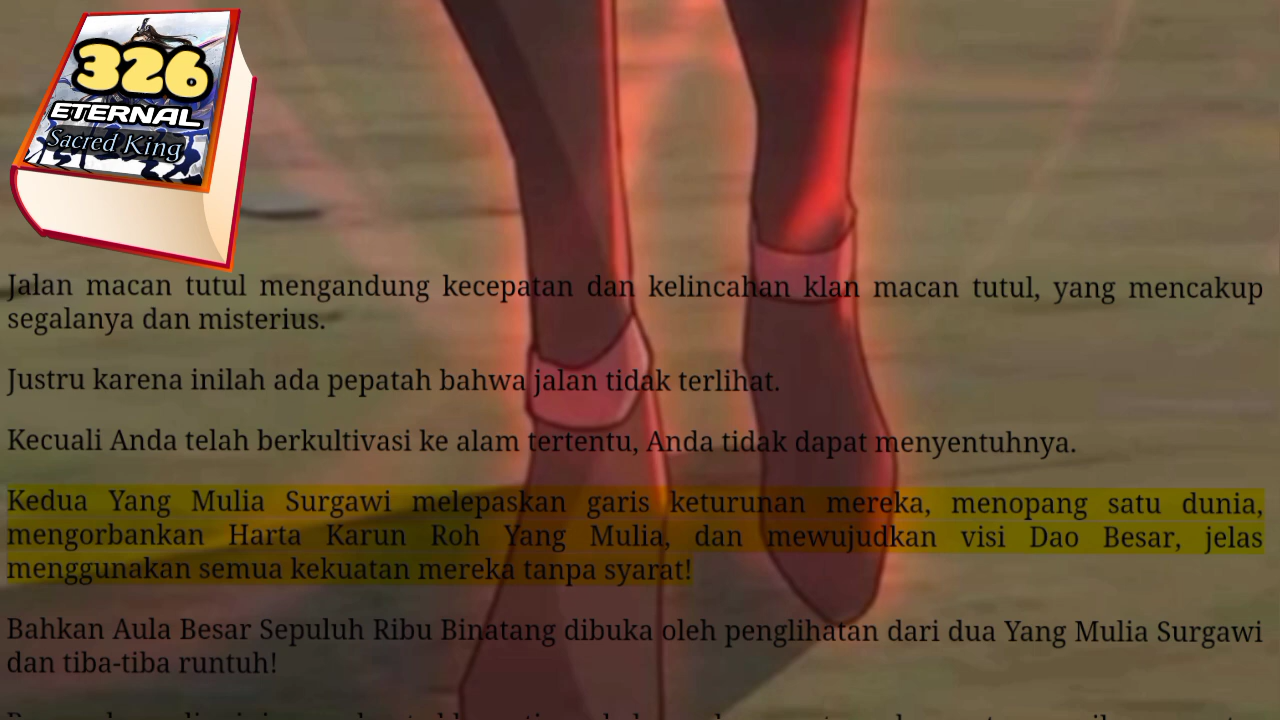 326
ETERNAL
Sacred King
Jalan macan tutul mengandung kecepatan dan kelincahan klan macan tutul, yang mencakup
segalanya dan misterius.
Justru karena inilah ada pepatah bahwa jalan tidak terlihat.
Kecuali Anda telah berkultivasi ke alam tertentu, Anda tidak dapat menyentuhnya.
Kedua Yang Mulia Surgawi melepaskan garis keturunan mereka, menopang satu dunia,
mengorbankan Harta Karun Roh Yang Mulia, dan mewujudkan visi Dao Besar, jelas
menggunakan semua kekuatan mereka tanpa syarat!
Bahkan Aula Besar Sepuluh Ribu Binatang dibuka oleh penglihatan dari dua Yang Mulia Surgawi
dan tiba-tiba runtuh!